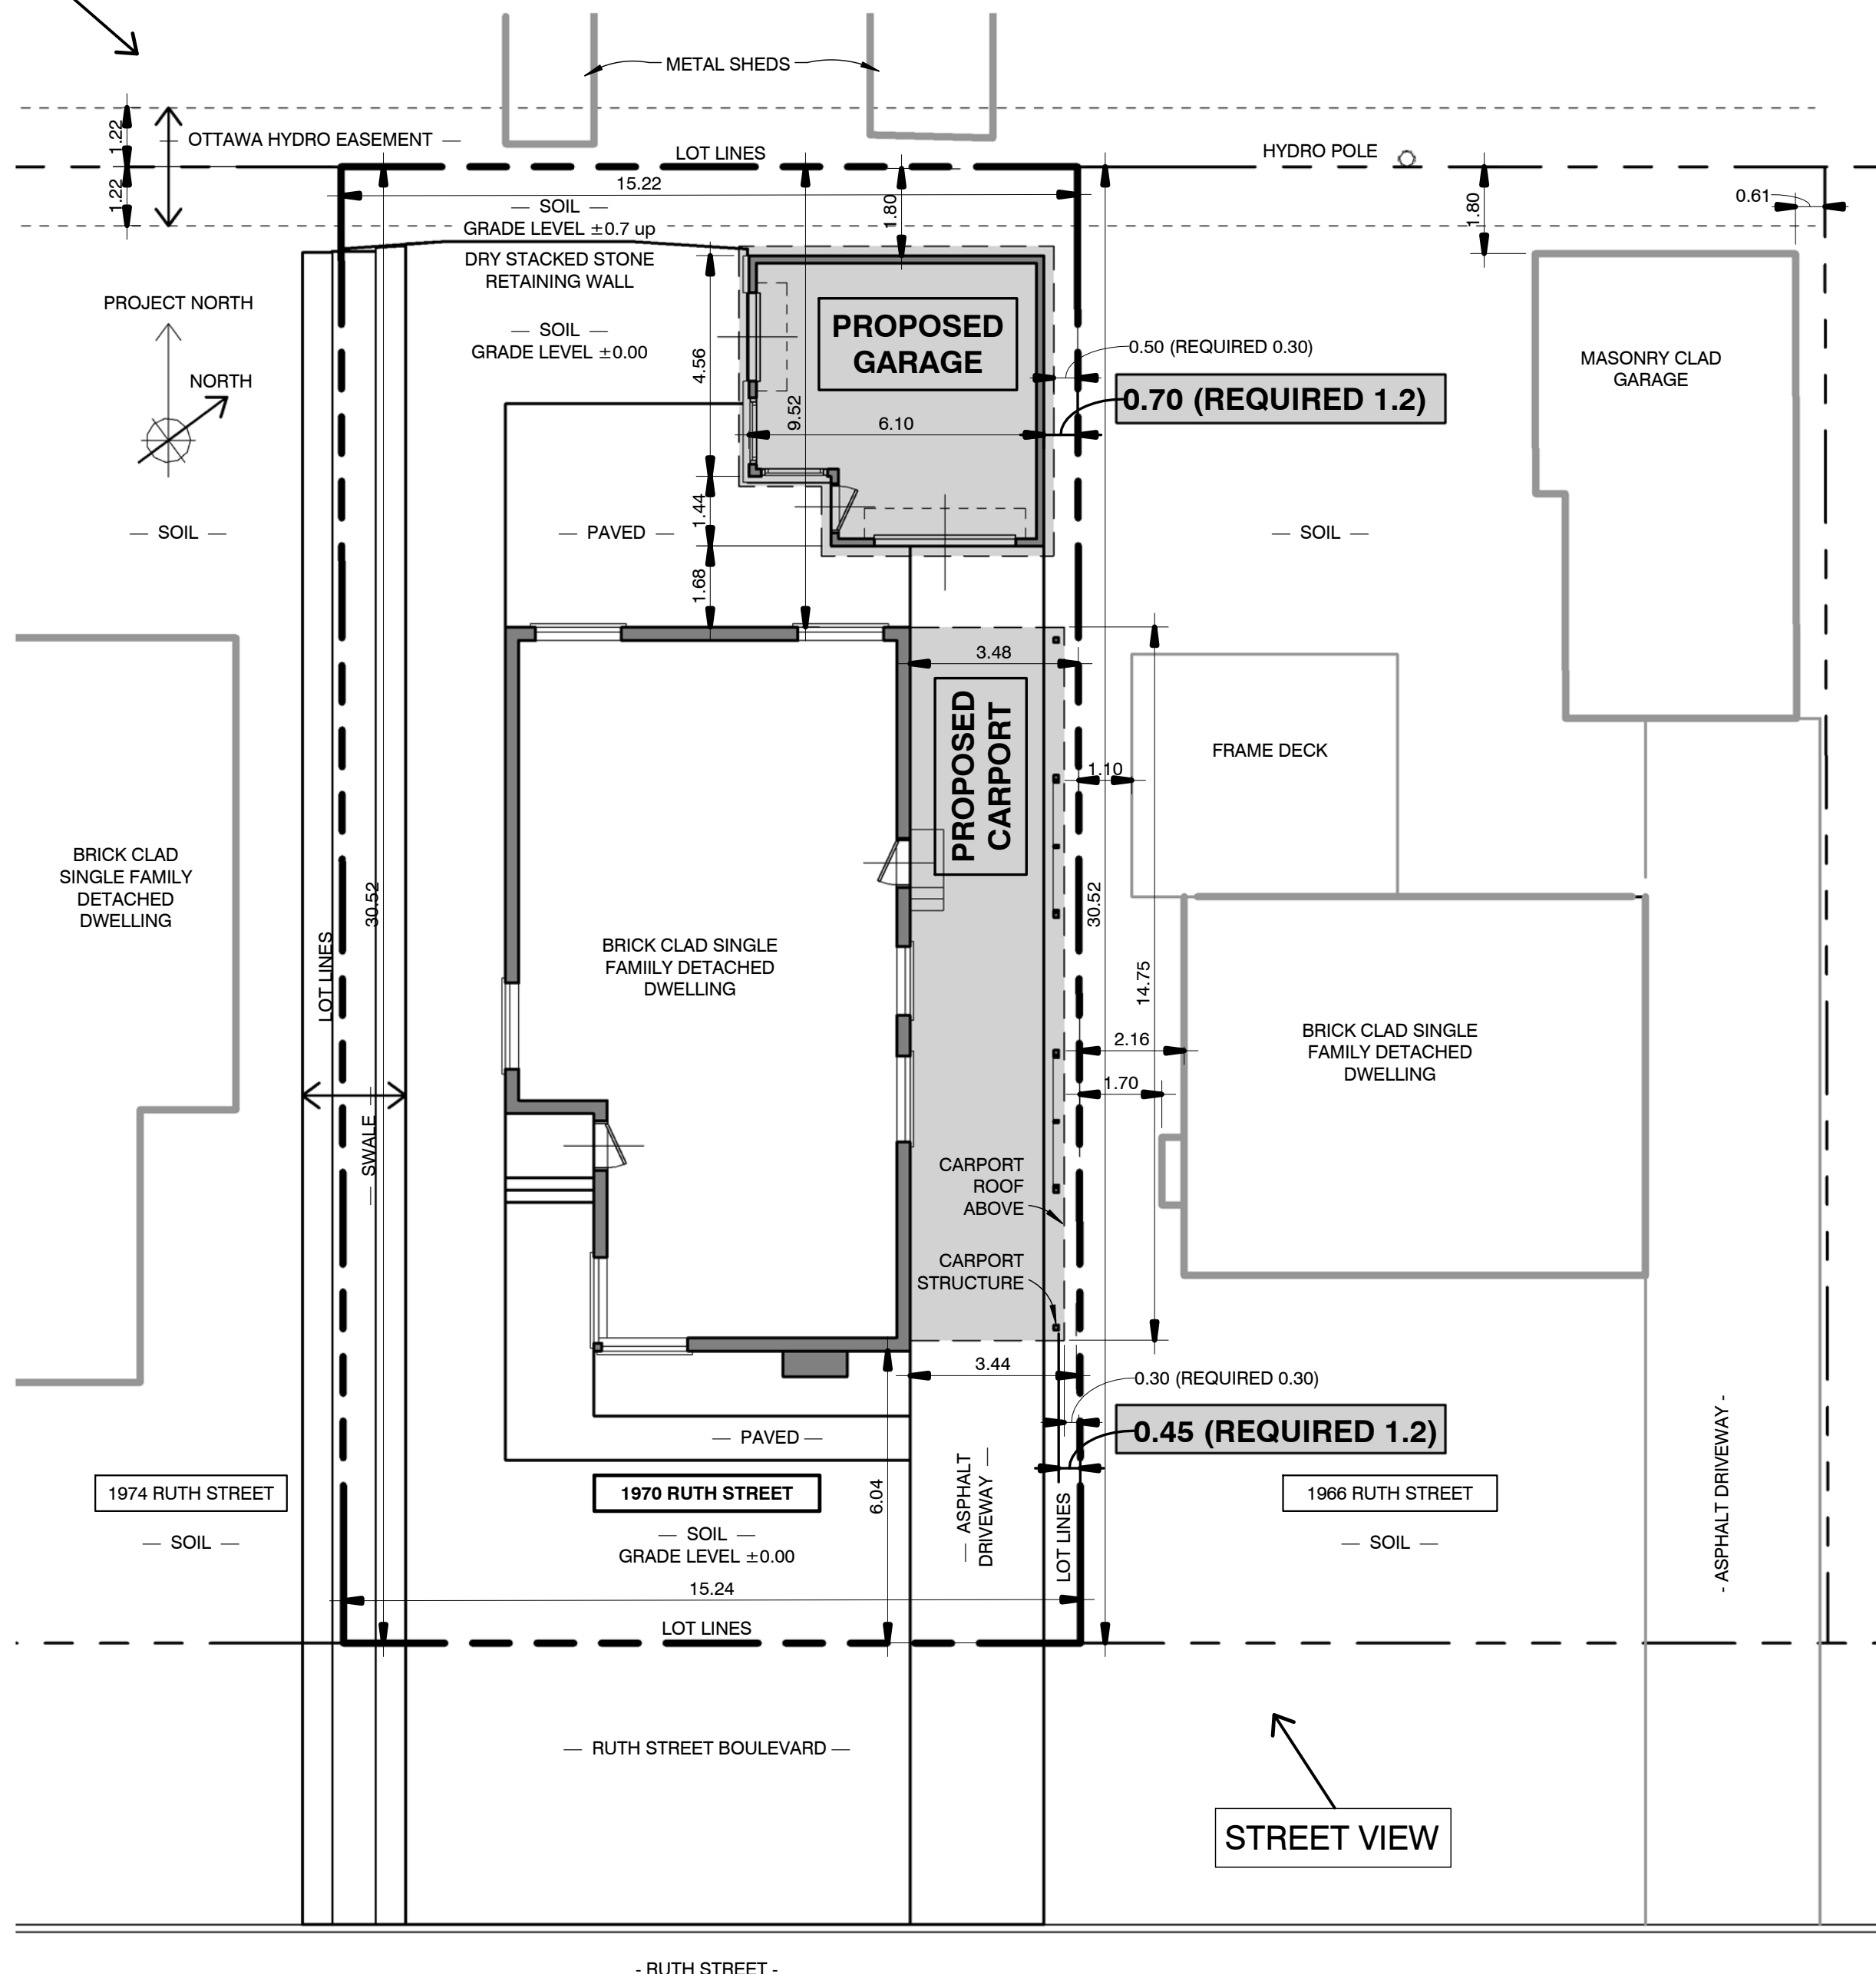 METAL SHEDS
1.22
OTTAWA HYDRO EASEMENT
LOT LINES
HYDRO POLE
1.22
15.22
1.80
1.80
0.61
SOIL
GRADE LEVEL ±0.7 up
DRY STACKED STONE
RETAINING WALL
PROJECT NORTH
NORTH
SOIL
GRADE LEVEL ±0.00
PROPOSED
GARAGE
4.56
9.52
6.10
0.50 (REQUIRED 0.30)
0.70 (REQUIRED 1.2)
MASONRY CLAD
GARAGE
SOIL
PAVED
1.44
1.68
SOIL
3.48
PROPOSED
CARPORT
FRAME DECK
1.10
BRICK CLAD
SINGLE FAMILY
DETACHED
DWELLING
LOT LINES
30.52
BRICK CLAD SINGLE
FAMIILY DETACHED
DWELLING
30.52
14.75
2.16
1.70
BRICK CLAD SINGLE
FAMILY DETACHED
DWELLING
SWALE
CARPORT
ROOF
ABOVE
CARPORT
STRUCTURE
3.44
0.30 (REQUIRED 0.30)
0.45 (REQUIRED 1.2)
PAVED
1974 RUTH STREET
1970 RUTH STREET
1966 RUTH STREET
SOIL
SOIL
GRADE LEVEL ±0.00
6.04
ASPHALT
DRIVEWAY
LOT LINES
SOIL
- ASPHALT DRIVEWAY -
15.24
LOT LINES
RUTH STREET BOULEVARD
STREET VIEW
- RUTH STREET -